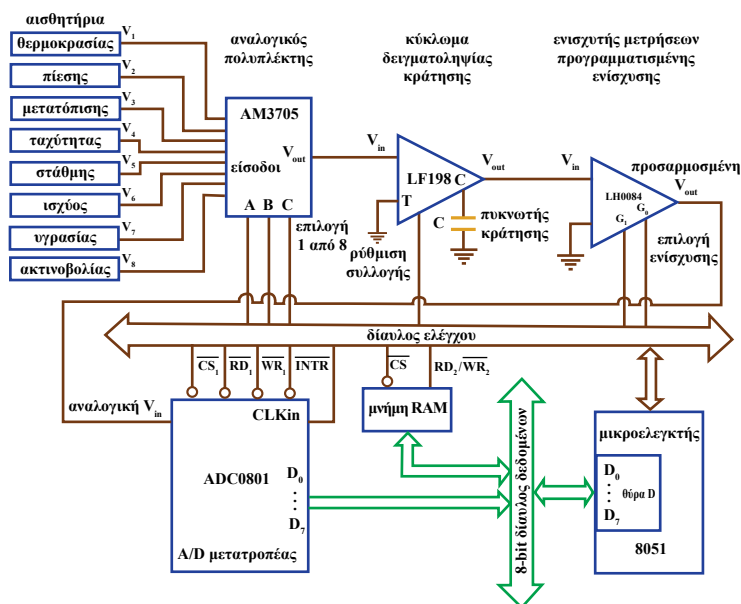 αισθητήρια
θερμοκρασίας
πίεσης
μετατόπισης
ταχύτητας
στάθμης
ισχύος
υγρασίας
ακτινοβολίας
V1
V2
V3
V4
V5
V6
V7
V8
αναλογικός
πολυπλέκτης
AM3705
Vout
είσοδοι
A B C
επιλογή
1 από 8
κύκλωμα
δειγματοληψίας
κράτησης
Vin
LF198 C
T
Vout
ρύθμιση
συλλογής
C
πυκνωτής
κράτησης
ενισχυτής μετρήσεων
προγραμματισμένης
ενίσχυσης
Vin
LH0084
G1
G0
προσαρμοσμένη
Vout
επιλογή
ενίσχυσης
δίαυλος ελέγχου
CS1
RD1
WR1
INTR
CS
RD2/WR2
αναλογική Vin
CLKin
ADC0801
D0
⋮
D7
A/D μετατροπέας
μνήμη RAM
8-bit δίαυλος δεδομένων
μικροελεγκτής
D0
⋮
D7
θύρα D
8051